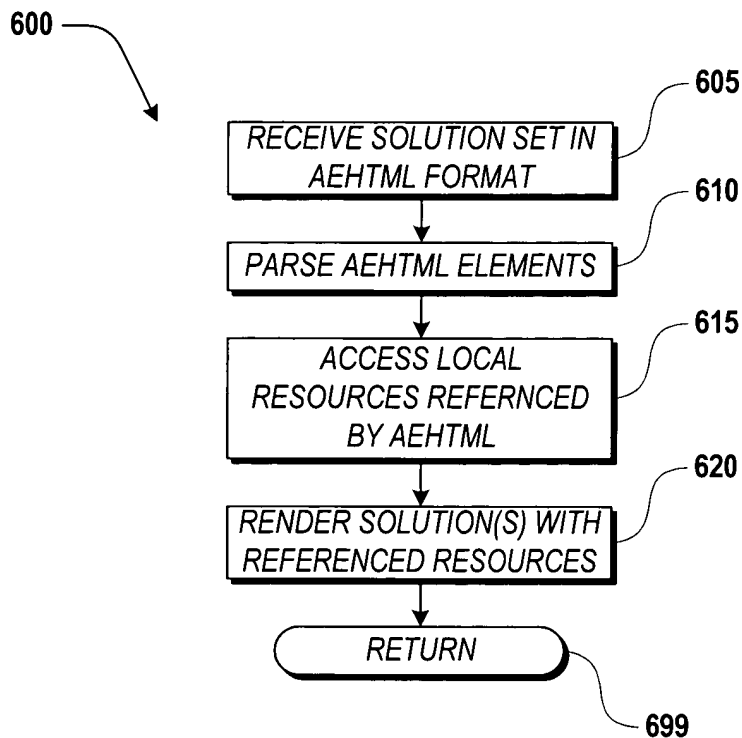 600
605
RECEIVE SOLUTION SET IN
AEHTML FORMAT
610
PARSE AEHTML ELEMENTS
615
ACCESS LOCAL
RESOURCES REFERNCED
BY AEHTML
620
RENDER SOLUTION(S) WITH
REFERENCED RESOURCES
RETURN
699